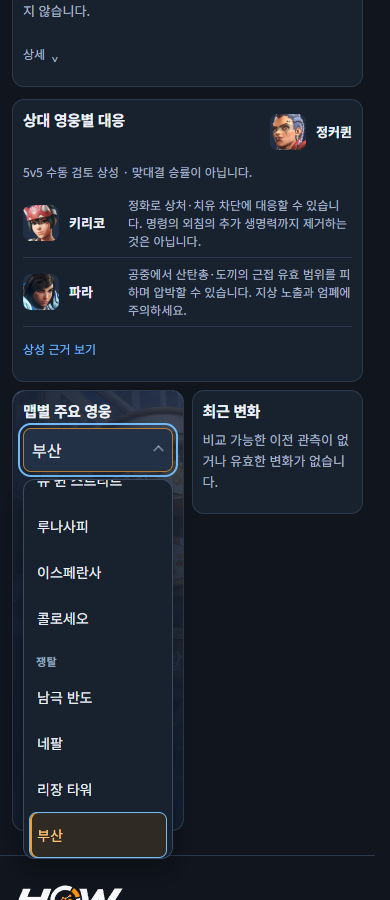 지 않습니다.
상세
상대 영웅별 대응
정커퀸
5v5 수동 검토 상성 · 맞대결 승률이 아닙니다.
키리코
정화로 상처·치유 차단에 대응할 수 있습니
다. 명령의 외침의 추가 생명력까지 제거하는
것은 아닙니다.
파라
공중에서 산탄총·도끼의 근접 유효 범위를 피
하며 압박할 수 있습니다. 지상 노출과 엄폐에
주의하세요.
상성 근거 보기
맵별 주요 영웅
최근 변화
비교 가능한 이전 관측이 없
거나 유효한 변화가 없습니
다.
부산
뉴 퀸 스트리트
루나사피
이스페란사
콜로세오
쟁탈
남극 반도
네팔
리장 타워
부산